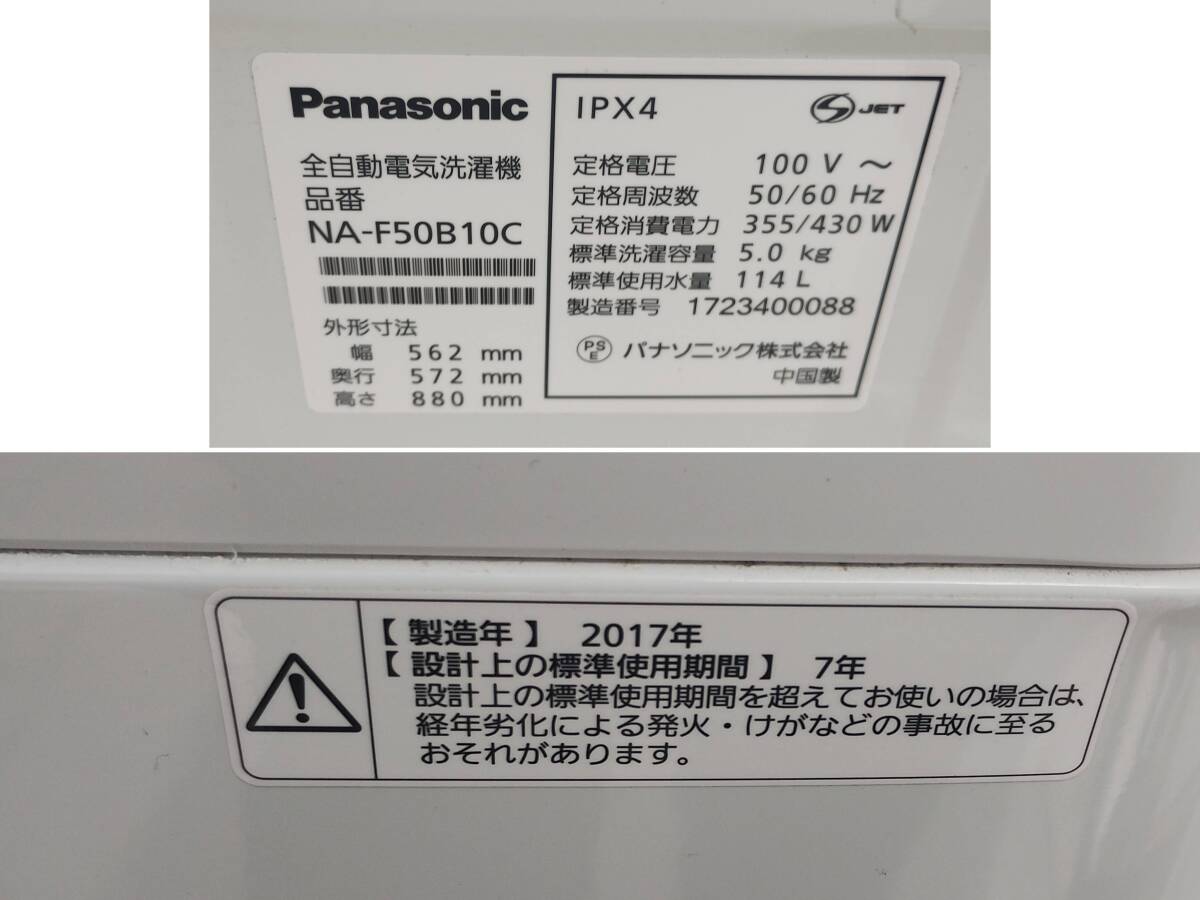 Panasonic
全自動電気洗濯機
品番
NA-F50B10C
外形寸法
幅 562 mm
奥行 572 mm
高さ 880 mm
IPX4
S JET
定格電圧 100 V ～
定格周波数 50/60 Hz
定格消費電力 355/430 W
標準洗濯容量 5.0 kg
標準使用水量 114 L
製造番号 1723400088
PSE パナソニック株式会社
中国製
【 製造年 】 2017年
【 設計上の標準使用期間 】 7年
設計上の標準使用期間を超えてお使いの場合は、
経年劣化による発火・けがなどの事故に至る
おそれがあります。